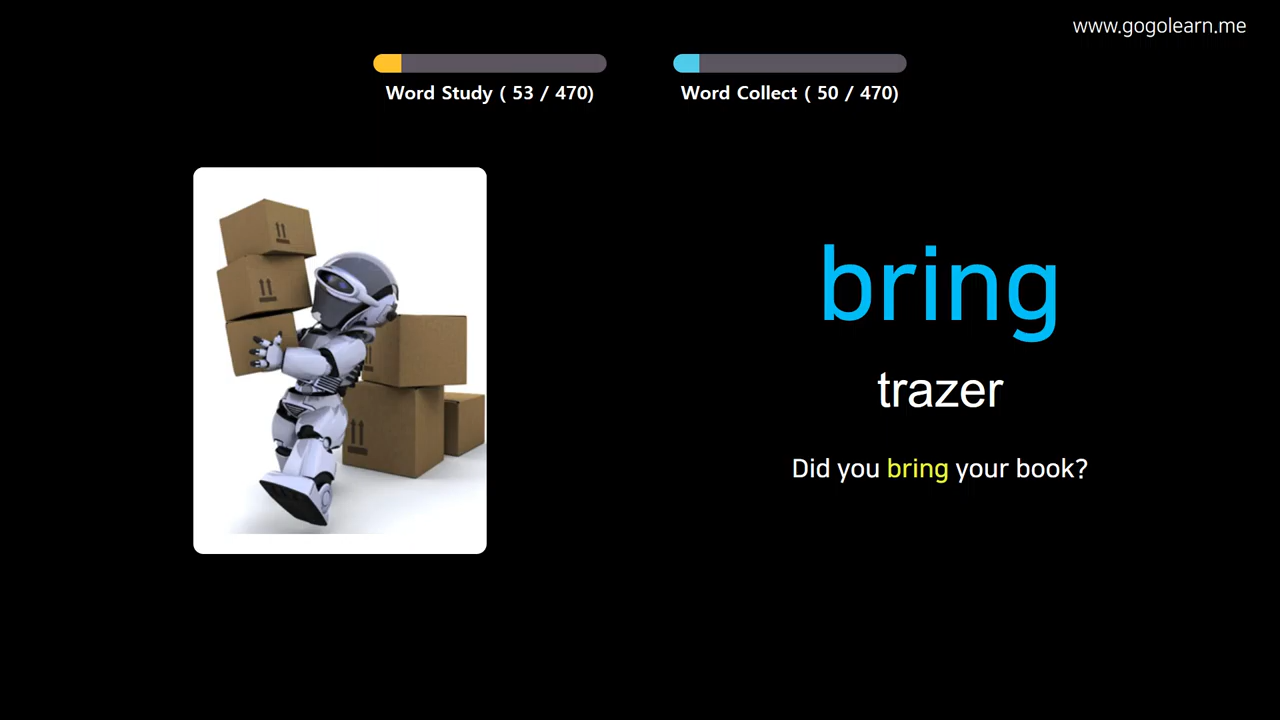 www.gogolearn.me
Word Study ( 53 / 470)
Word Collect ( 50 / 470)
bring
trazer
Did you bring your book?